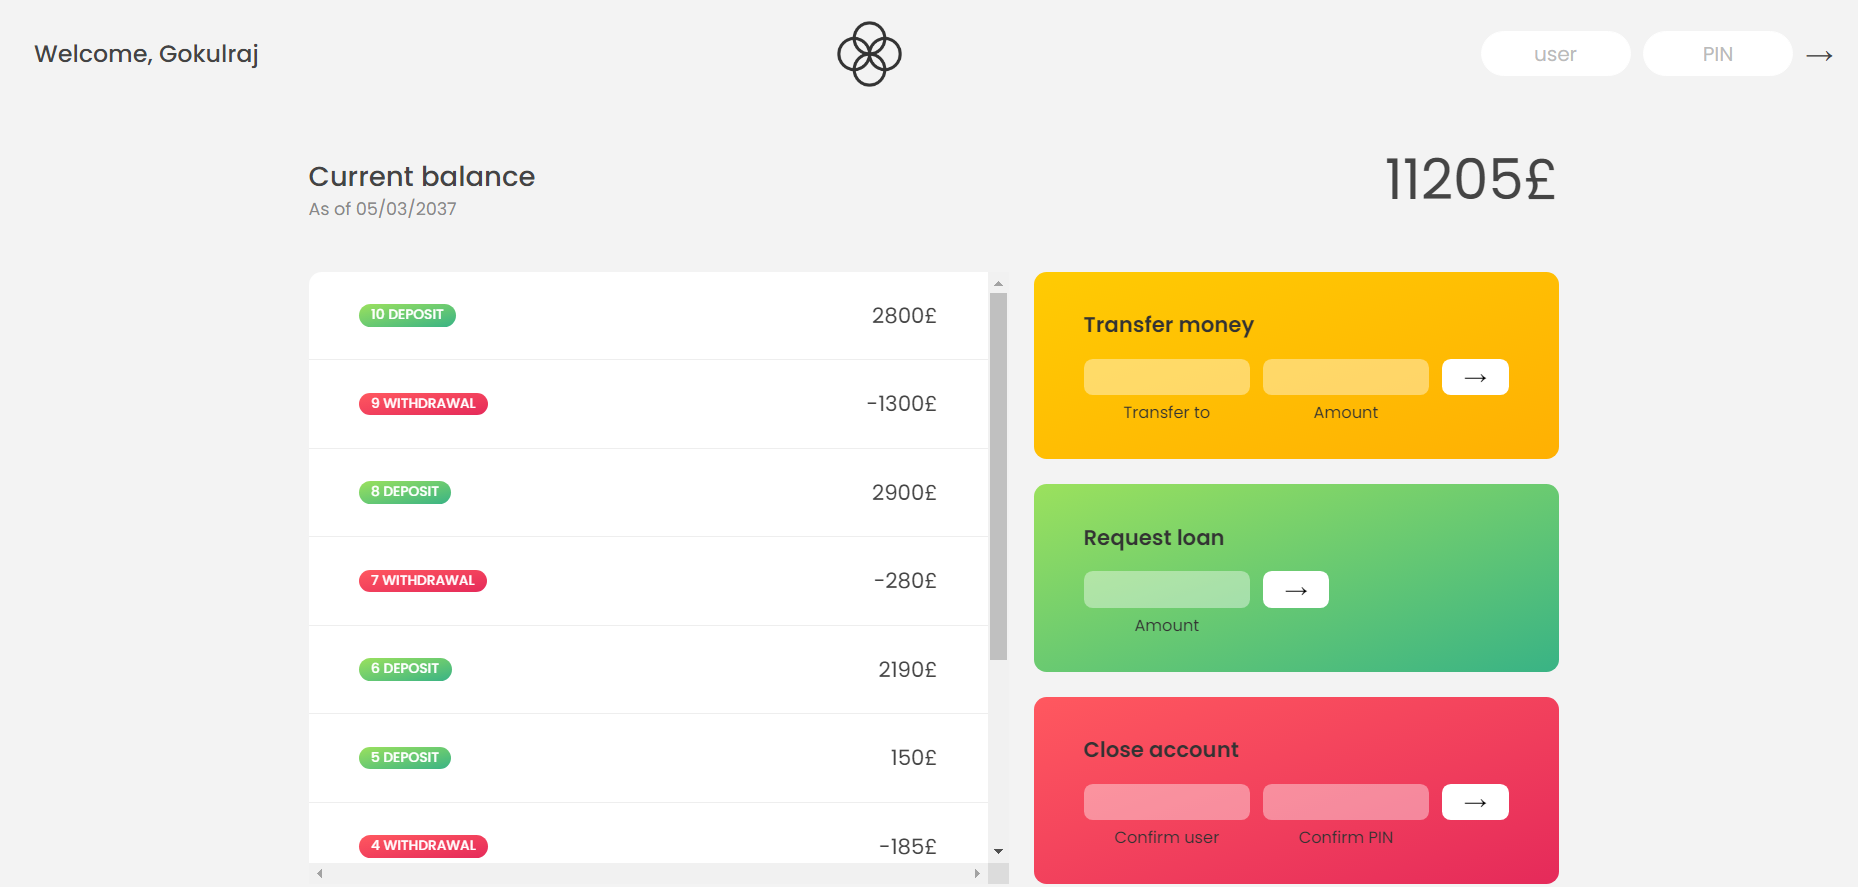 Welcome, Gokulraj
user
PIN
→
Current balance
As of 05/03/2037
11205£
10 DEPOSIT
2800£
9 WITHDRAWAL
-1300£
8 DEPOSIT
2900£
7 WITHDRAWAL
-280£
6 DEPOSIT
2190£
5 DEPOSIT
150£
4 WITHDRAWAL
-185£
Transfer money
→
Transfer to
Amount
Request loan
→
Amount
Close account
→
Confirm user
Confirm PIN